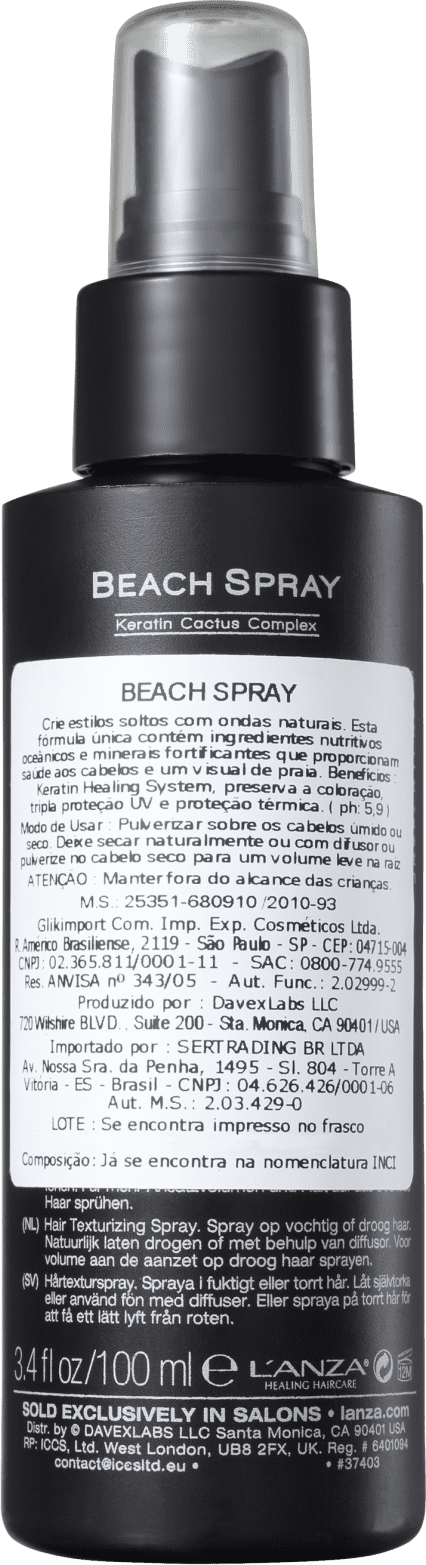 BEACH SPRAY
Keratin Cactus Complex
BEACH SPRAY
Crie estilos soltos com ondas naturais. Esta
fórmula única contém ingredientes nutritivos
oceânicos e minerais fortificantes que proporcionam
saúde aos cabelos e um visual de praia. Benefícios :
Keratin Healing System, preserva a coloração,
tripla proteção UV e proteção térmica. ( ph: 5,9 )
Modo de Usar : Pulverizar sobre os cabelos úmido ou
seco. Deixe secar naturalmente ou com difusor ou
pulverize no cabelo seco para um volume leve na raiz
ATENÇÃO : Manter fora do alcance das crianças.
M.S.: 25351-680910 /2010-93
Glikimport Com. Imp. Exp. Cosméticos Ltda.
R. Américo Brasiliense, 2119 - São Paulo - SP - CEP: 04715-004
CNPJ: 02.365.811/0001-11 - SAC: 0800-774.9555
Res. ANVISA nº 343/05 - Aut. Func.: 2.02999-2
Produzido por : DavexLabs LLC
720 Wilshire BLVD., Suite 200 - Sta. Monica, CA 90401/USA
Importado por : SERTRADING BR LTDA
Av. Nossa Sra. da Penha, 1495 - Sl. 804 - Torre A
Vitória - ES - Brasil - CNPJ: 04.626.426/0001-06
Aut. M.S.: 2.03.429-0
LOTE : Se encontra impresso no frasco
Composição: Já se encontra na nomenclatura INCI
Haar sprühen.
(NL) Hair Texturizing Spray. Spray op vochtig of droog haar.
Natuurlijk laten drogen of met behulp van diffusor. Voor
volume aan de aanzet op droog haar sprayen.
(SV) Hårtexturspray. Spraya i fuktigt eller torrt hår. Låt självtorka
eller använd fön med diffuser. Eller spraya på torrt hår för
att få ett lätt lyft från roten.
3.4 fl oz/100 ml e L'ANZA® 12M
HEALING HAIRCARE
SOLD EXCLUSIVELY IN SALONS • lanza.com
Distr. by © DAVEXLABS LLC Santa Monica, CA 90401 USA
RP: ICCS, Ltd. West London, UB8 2FX, UK. Reg. # 6401094
contact@iccsltd.eu • • #37403